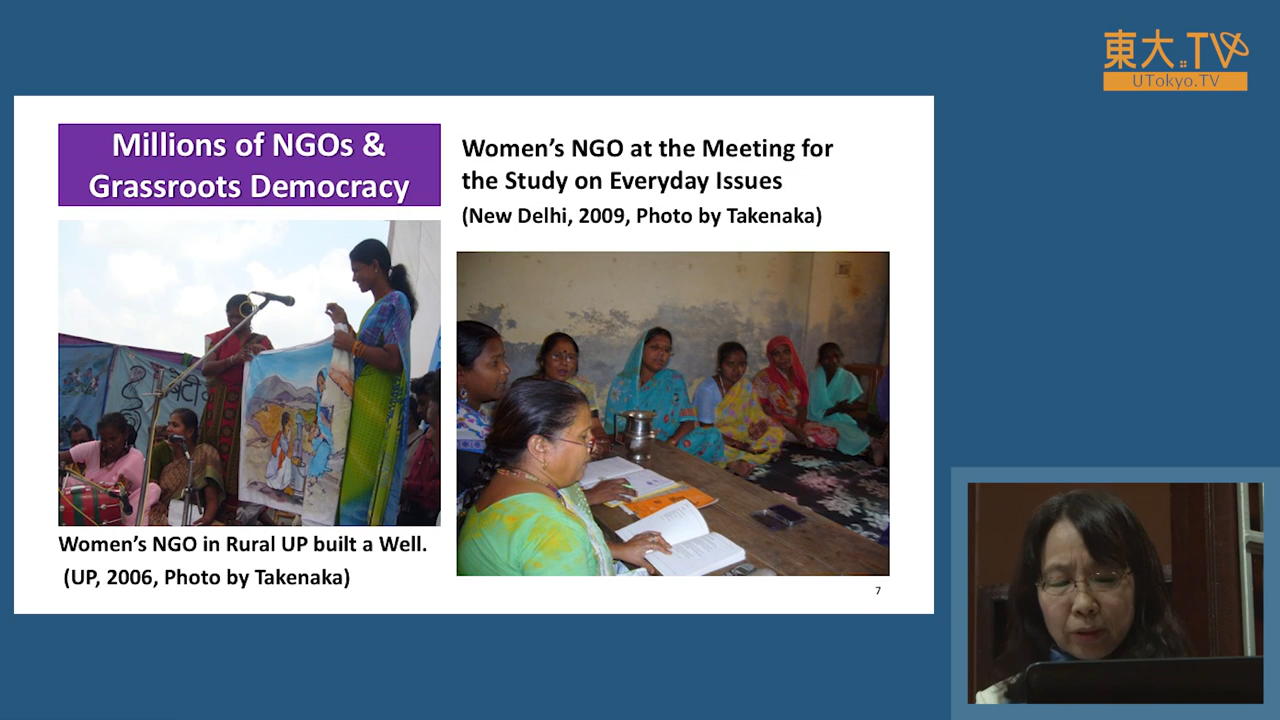 東大.TV
UTokyo.TV
Millions of NGOs &
Grassroots Democracy
Women’s NGO at the Meeting for
the Study on Everyday Issues
(New Delhi, 2009, Photo by Takenaka)
Women’s NGO in Rural UP built a Well.
(UP, 2006, Photo by Takenaka)
7